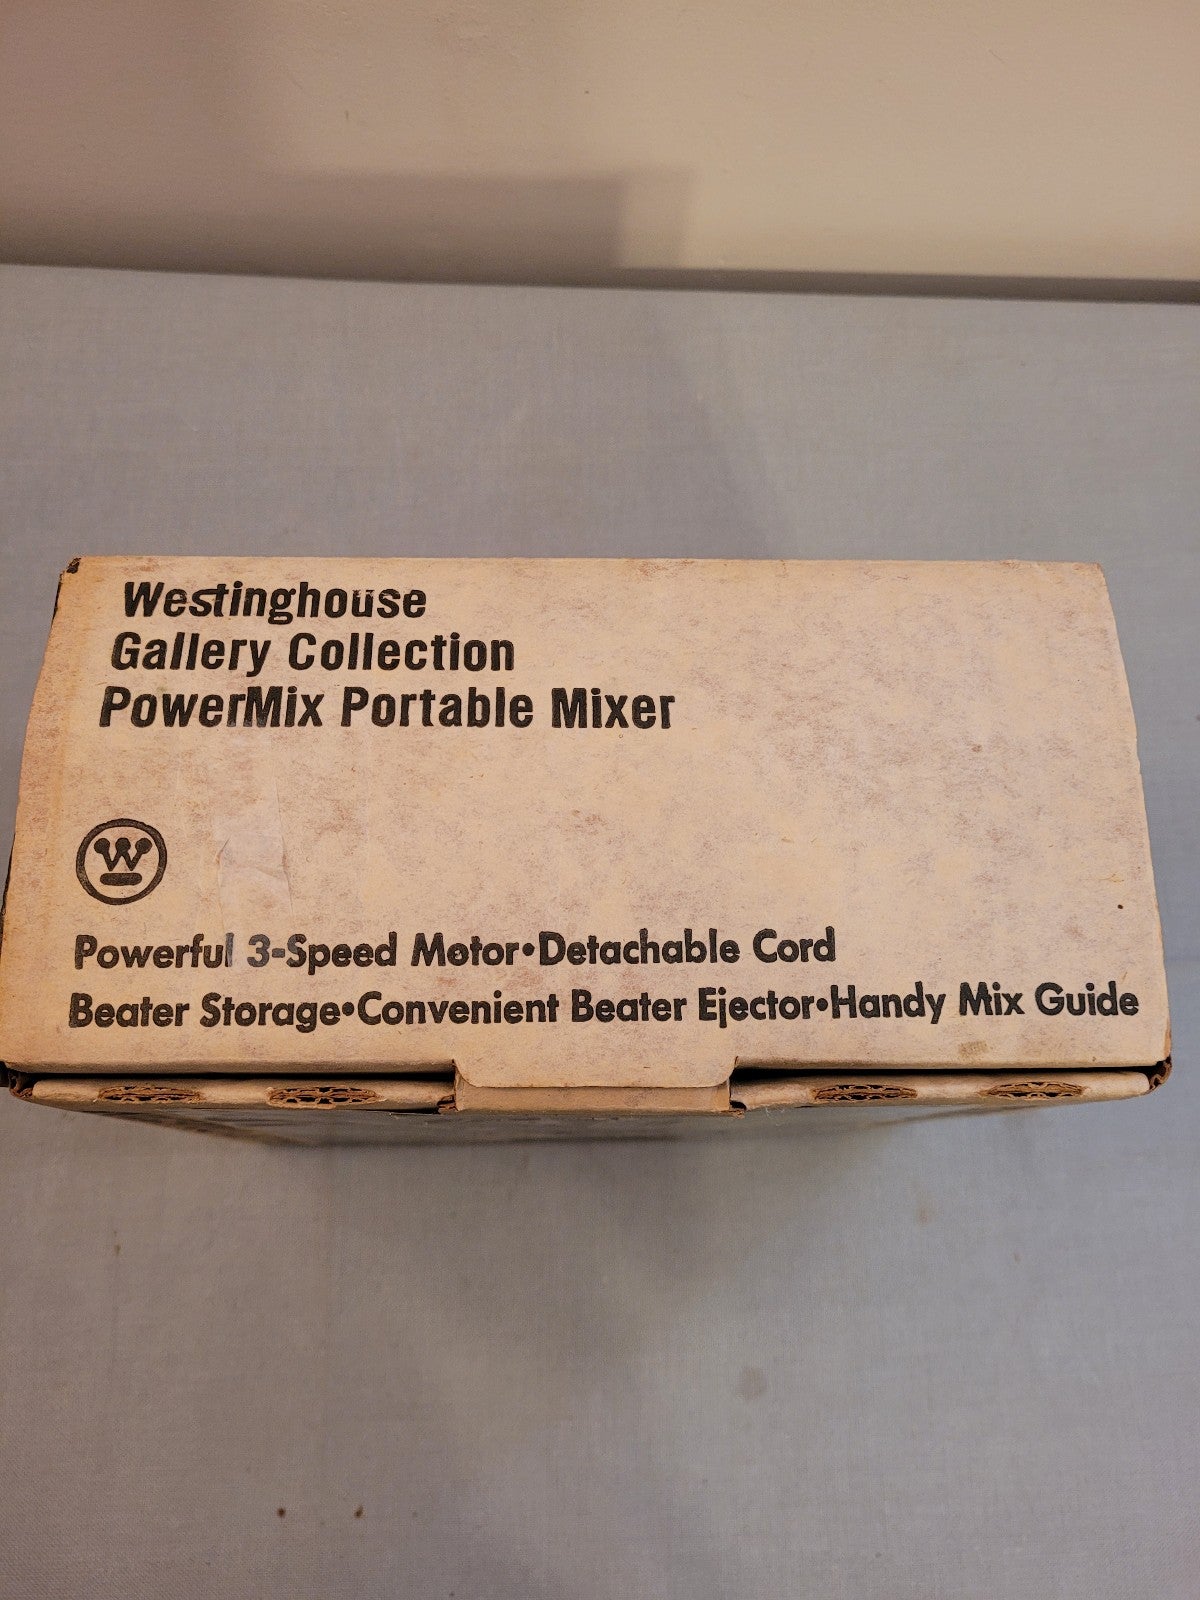 Westinghouse
Gallery Collection
PowerMix Portable Mixer
W
Powerful 3-Speed Motor•Detachable Cord
Beater Storage•Convenient Beater Ejector•Handy Mix Guide